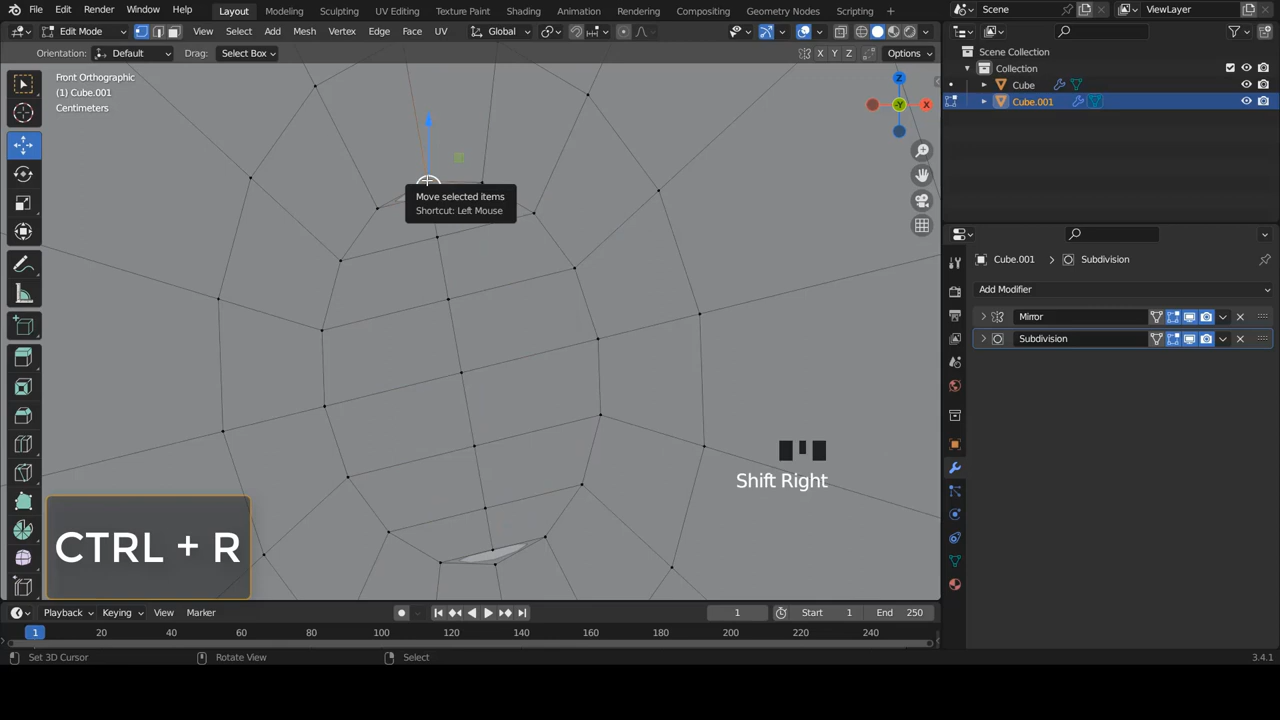 File Edit Render Window Help Layout Modeling Sculpting UV Editing Texture Paint Shading Animation Rendering Compositing Geometry Nodes Scripting Scene ViewLayer
Edit Mode View Select Add Mesh Vertex Edge Face UV Global
Orientation: Default Drag: Select Box X Y Z Options
Scene Collection
Collection
Cube
Cube.001
Front Orthographic
(1) Cube.001
Centimeters
Z
-Y
X
Move selected items
Shortcut: Left Mouse
Cube.001 > Subdivision
Add Modifier
Mirror
Subdivision
Shift Right
CTRL + R
Playback Keying View Marker 1 Start 1 End 250
1 20 40 60 80 100 120 140 160 180 200 220 240
Set 3D Cursor Rotate View Select 3.4.1